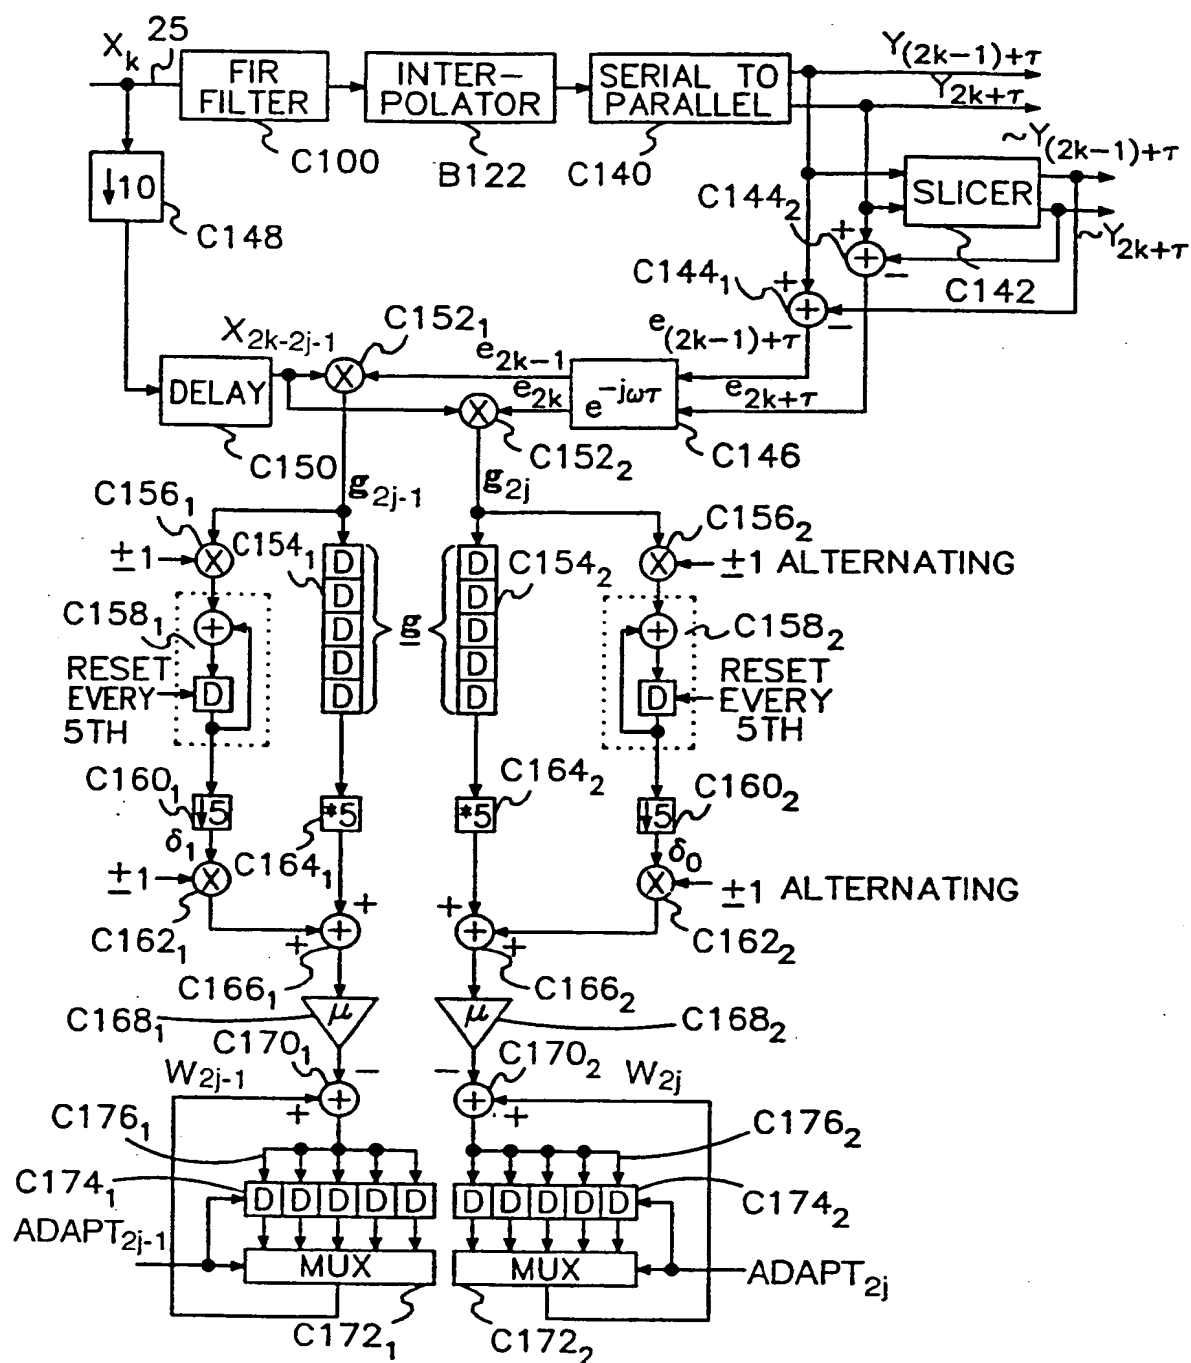 X_k 25
FIR FILTER
INTER-POLATOR
SERIAL TO PARALLEL
Y_(2k-1)+τ
Y_2k+τ
C100
B122
C140
~Y_(2k-1)+τ
↓10
C148
C144_2
SLICER
~Y_2k+τ
+
−
C142
C144_1
+
−
X_2k-2j-1
C152_1
e_2k-1
e_(2k-1)+τ
DELAY
X
e_2k
e^-jωτ
e_2k+τ
X
C150
C152_2
C146
g_2j-1
g_2j
C156_1
C156_2
±1
X
C154_1
D
D
D
D
D
g
D
D
D
D
D
C154_2
X
±1 ALTERNATING
C158_1
+
+
C158_2
RESET EVERY 5TH
D
D
RESET EVERY 5TH
C160_1
C164_2
C160_2
↓5
*5
*5
↓5
δ_1
C164_1
δ_0
±1
X
X
±1 ALTERNATING
C162_1
+
+
+
+
+
+
C162_2
C166_1
C166_2
C168_1
μ
μ
C168_2
C170_1
C170_2
−
−
W_2j-1
+
+
+
+
W_2j
C176_1
C176_2
C174_1
D D D D D
D D D D D
C174_2
ADAPT_2j-1
MUX
MUX
ADAPT_2j
C172_1
C172_2